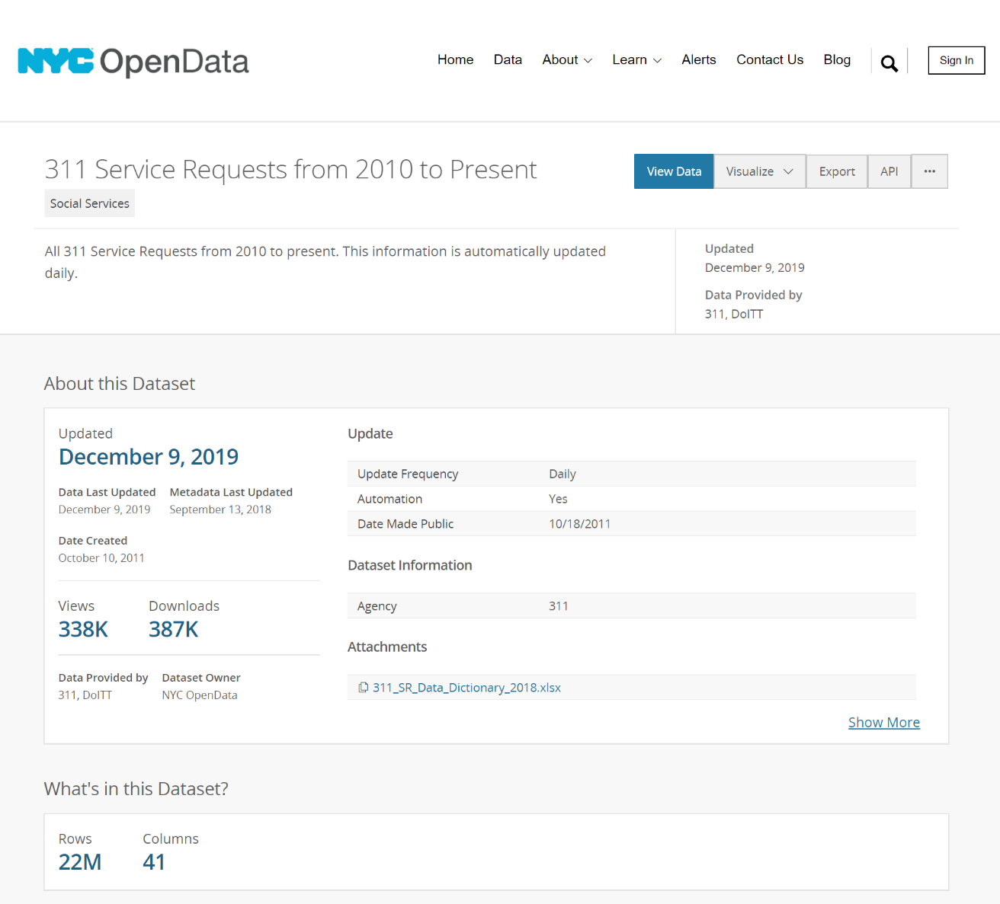 NYC OpenData
Home Data About Learn Alerts Contact Us Blog Sign In
311 Service Requests from 2010 to Present
View Data Visualize Export API ···
Social Services
All 311 Service Requests from 2010 to present. This information is automatically updated
daily.
Updated
December 9, 2019
Data Provided by
311, DoITT
About this Dataset
Updated
December 9, 2019
Data Last Updated Metadata Last Updated
December 9, 2019 September 13, 2018
Date Created
October 10, 2011
Views Downloads
338K 387K
Data Provided by Dataset Owner
311, DoITT NYC OpenData
Update
Update Frequency Daily
Automation Yes
Date Made Public 10/18/2011
Dataset Information
Agency 311
Attachments
311_SR_Data_Dictionary_2018.xlsx
Show More
What's in this Dataset?
Rows Columns
22M 41